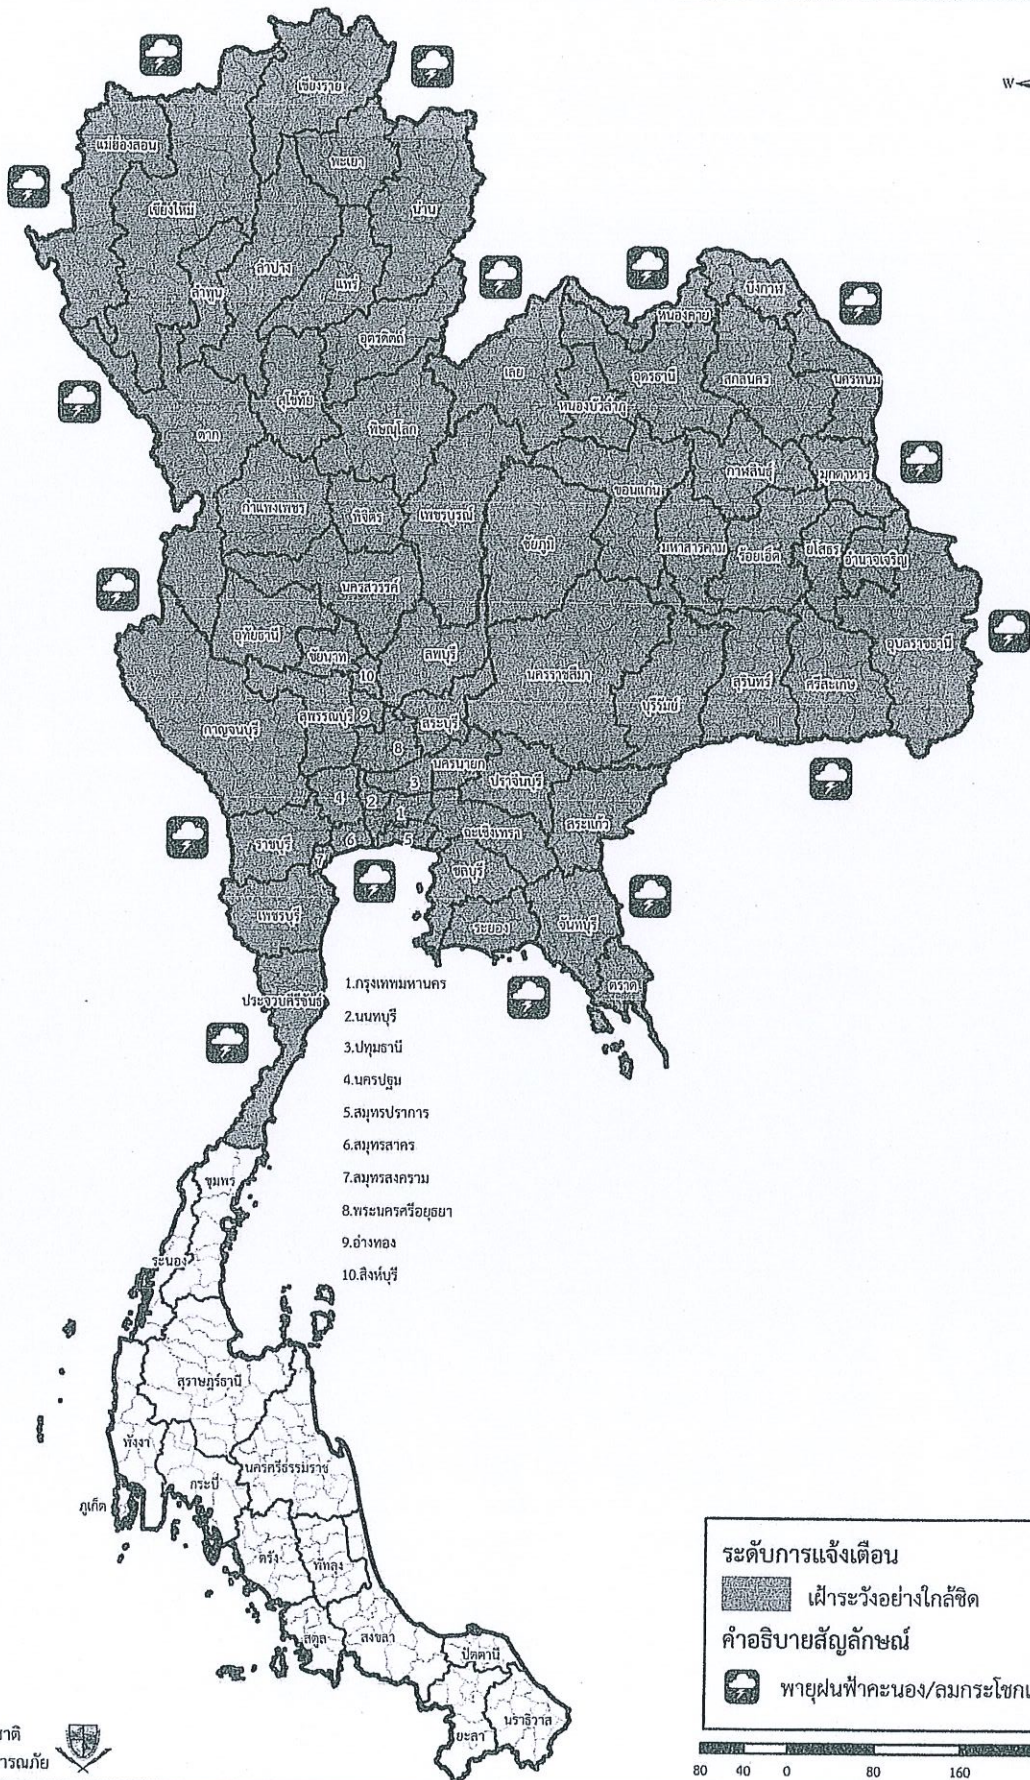 W
เชียงราย
แม่ฮ่องสอน
พะเยา
เชียงใหม่
น่าน
ลำปาง
แพร่
ลำพูน
บึงกาฬ
หนองคาย
อุตรดิตถ์
เลย
อุดรธานี
สกลนคร
นครพนม
สุโขทัย
หนองบัวลำภู
พิษณุโลก
ตาก
กาฬสินธุ์
มุกดาหาร
ขอนแก่น
กำแพงเพชร
พิจิตร
เพชรบูรณ์
ชัยภูมิ
มหาสารคาม
ร้อยเอ็ด
ยโสธร
อำนาจเจริญ
นครสวรรค์
อุทัยธานี
อุบลราชธานี
ชัยนาท
ลพบุรี
10
นครราชสีมา
สุรินทร์
ศรีสะเกษ
บุรีรัมย์
สุพรรณบุรี
9
สระบุรี
กาญจนบุรี
8
นครนายก
ปราจีนบุรี
3
4
2
1
สระแก้ว
ฉะเชิงเทรา
ราชบุรี
6
5
7
ชลบุรี
เพชรบุรี
ระยอง
จันทบุรี
ตราด
ประจวบคีรีขันธ์
1.กรุงเทพมหานคร
2.นนทบุรี
3.ปทุมธานี
4.นครปฐม
5.สมุทรปราการ
6.สมุทรสาคร
7.สมุทรสงคราม
8.พระนครศรีอยุธยา
9.อ่างทอง
10.สิงห์บุรี
ชุมพร
ระนอง
สุราษฎร์ธานี
พังงา
นครศรีธรรมราช
กระบี่
ภูเก็ต
ตรัง
พัทลุง
สตูล
สงขลา
ปัตตานี
ยะลา
นราธิวาส
ระดับการแจ้งเตือน
เฝ้าระวังอย่างใกล้ชิด
คำอธิบายสัญลักษณ์
พายุฝนฟ้าคะนอง/ลมกระโชกแ
าติ
ารณภัย
80 40 0 80 160